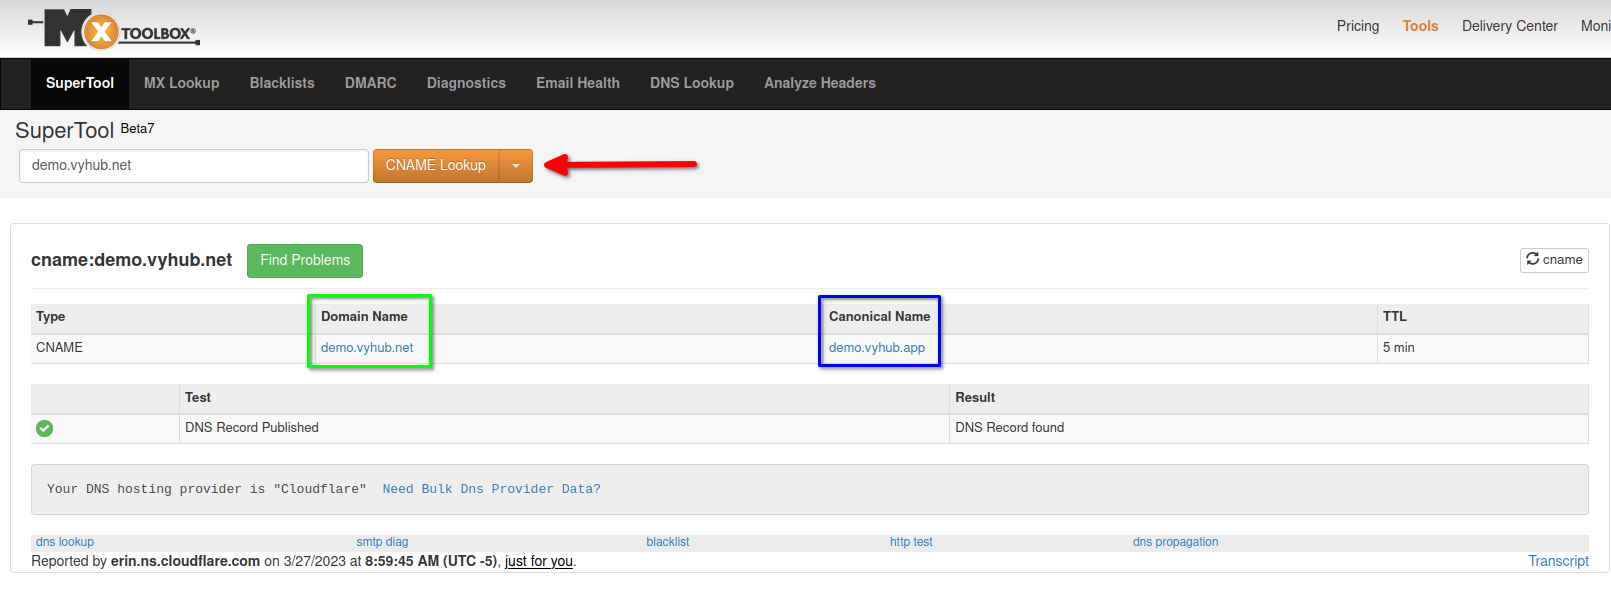 MX TOOLBOX®
Pricing Tools Delivery Center Moni
SuperTool MX Lookup Blacklists DMARC Diagnostics Email Health DNS Lookup Analyze Headers
SuperTool Beta7
demo.vyhub.net CNAME Lookup
cname:demo.vyhub.net Find Problems cname
Type Domain Name Canonical Name TTL
CNAME demo.vyhub.net demo.vyhub.app 5 min
Test Result
DNS Record Published DNS Record found
Your DNS hosting provider is "Cloudflare" Need Bulk Dns Provider Data?
dns lookup smtp diag blacklist http test dns propagation
Reported by erin.ns.cloudflare.com on 3/27/2023 at 8:59:45 AM (UTC -5), just for you. Transcript